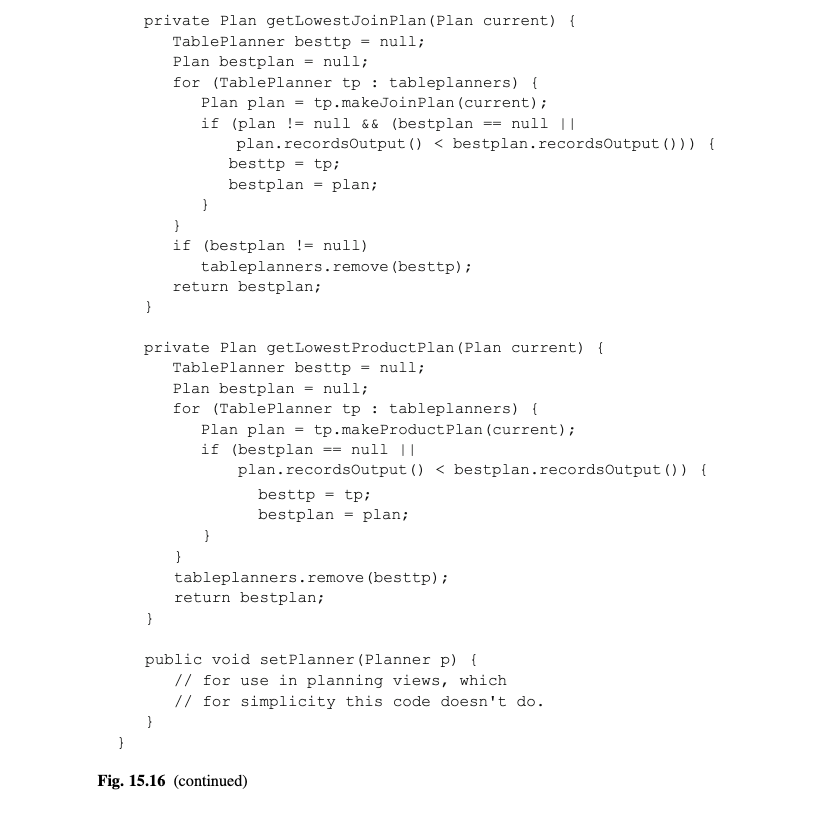 private Plan getLowestJoinPlan(Plan current) {
TablePlanner besttp = null;
Plan bestplan = null;
for (TablePlanner tp : tableplanners) {
Plan plan = tp.makeJoinPlan(current);
if (plan != null && (bestplan == null ||
plan.recordsOutput() < bestplan.recordsOutput())) {
besttp = tp;
bestplan = plan;
}
}
if (bestplan != null)
tableplanners.remove(besttp);
return bestplan;
}
private Plan getLowestProductPlan(Plan current) {
TablePlanner besttp = null;
Plan bestplan = null;
for (TablePlanner tp : tableplanners) {
Plan plan = tp.makeProductPlan(current);
if (bestplan == null ||
plan.recordsOutput() < bestplan.recordsOutput()) {
besttp = tp;
bestplan = plan;
}
}
tableplanners.remove(besttp);
return bestplan;
}
public void setPlanner(Planner p) {
// for use in planning views, which
// for simplicity this code doesn't do.
}
}
Fig. 15.16 (continued)